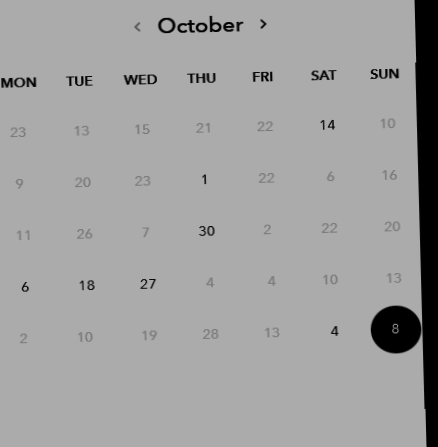 ‹ October ›
MON TUE WED THU FRI SAT SUN
23 13 15 21 22 14 10
9 20 23 1 22 6 16
11 26 7 30 2 22 20
6 18 27 4 4 10 13
2 10 19 28 13 4 8